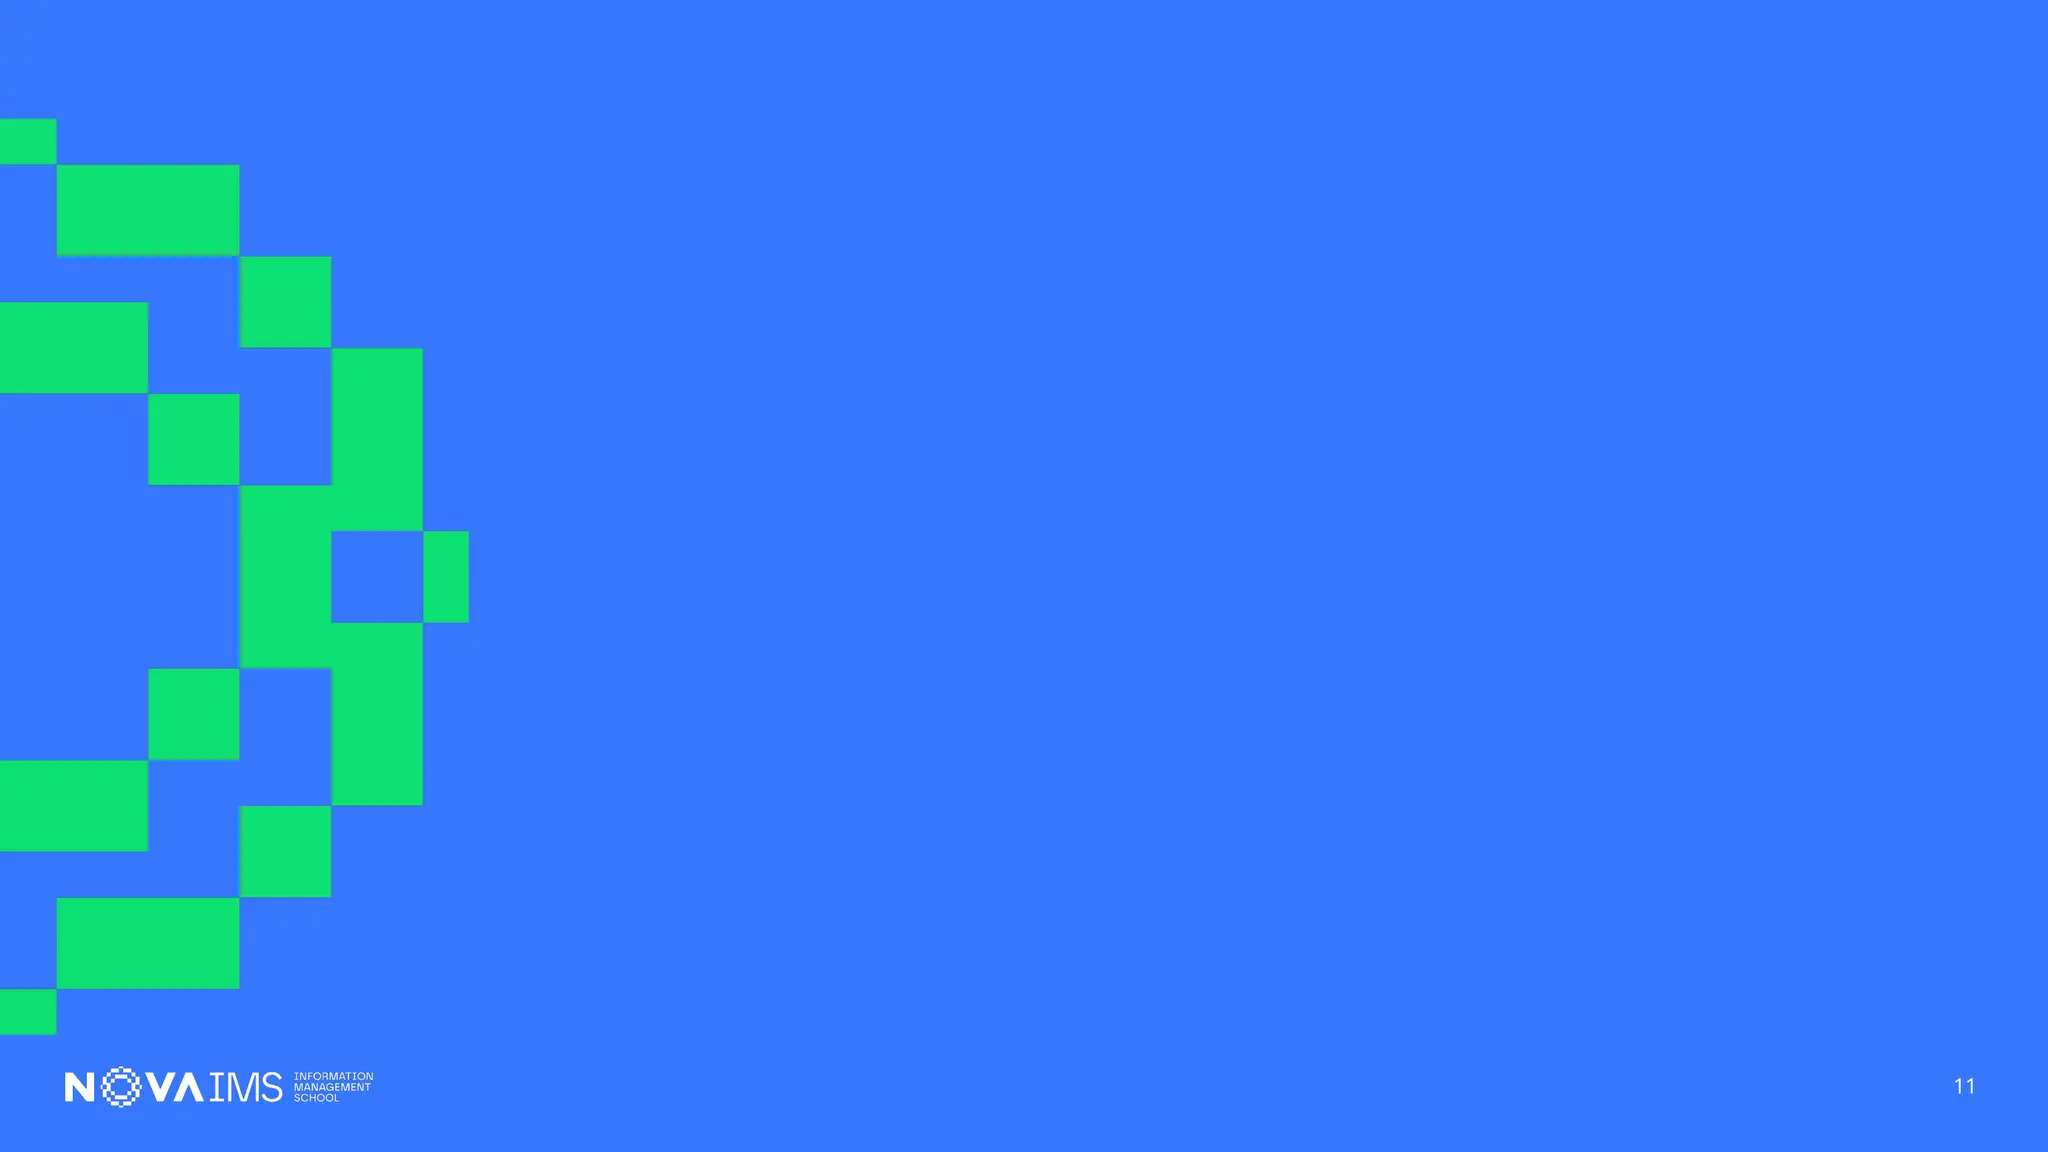 NOVA IMS
INFORMATION
MANAGEMENT
SCHOOL
11